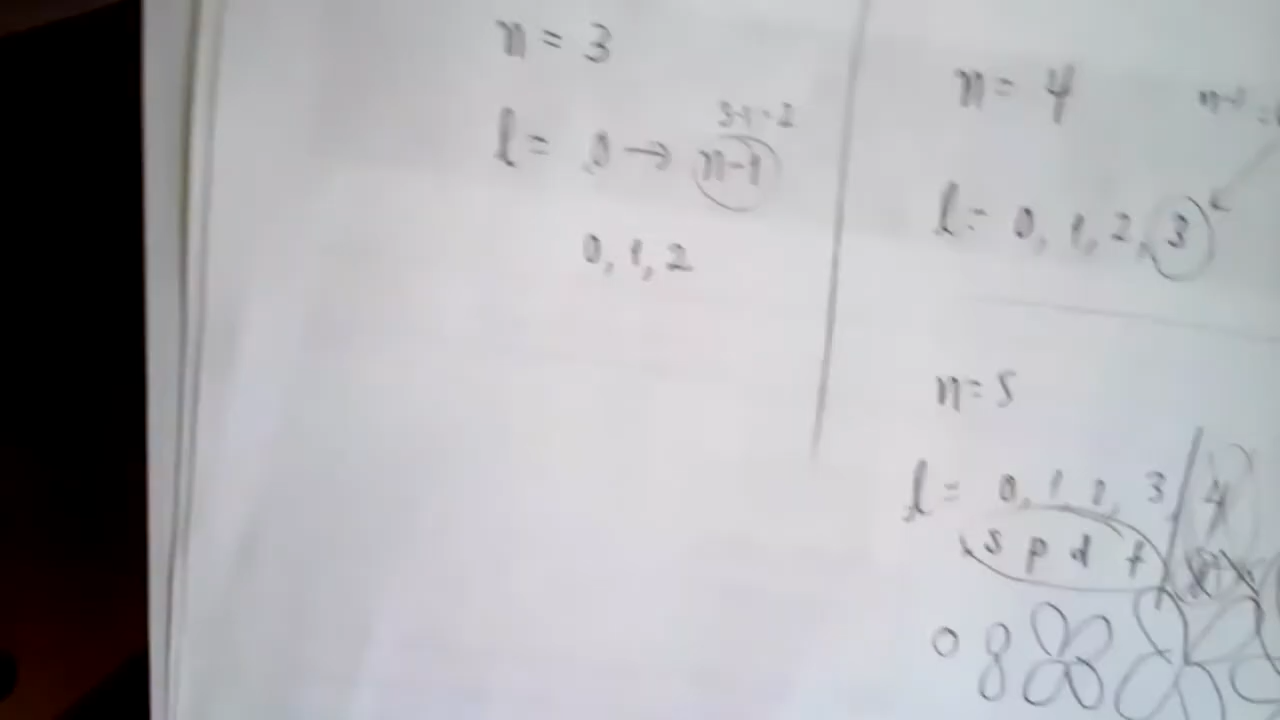 n = 3
3-1=2
l = 0 → n-1
0, 1, 2
n = 4
l = 0, 1, 2, 3
n = 5
l = 0, 1, 2, 3 4
s p d f